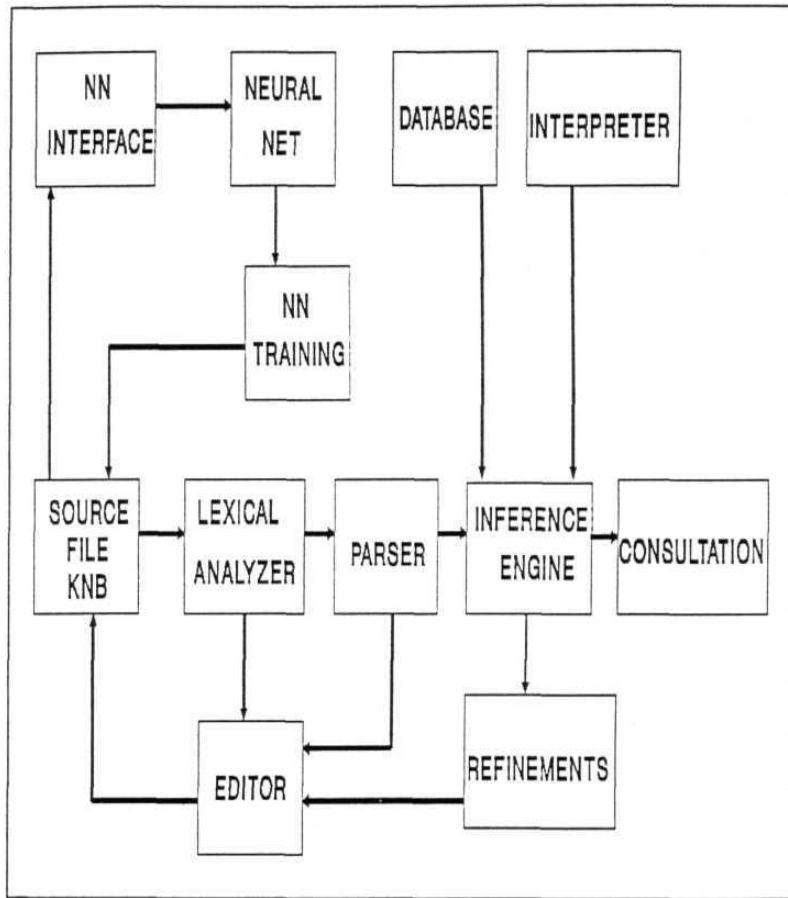 NN
INTERFACE
NEURAL
NET
DATABASE
INTERPRETER
NN
TRAINING
SOURCE
FILE
KNB
LEXICAL
ANALYZER
PARSER
INFERENCE
ENGINE
CONSULTATION
EDITOR
REFINEMENTS